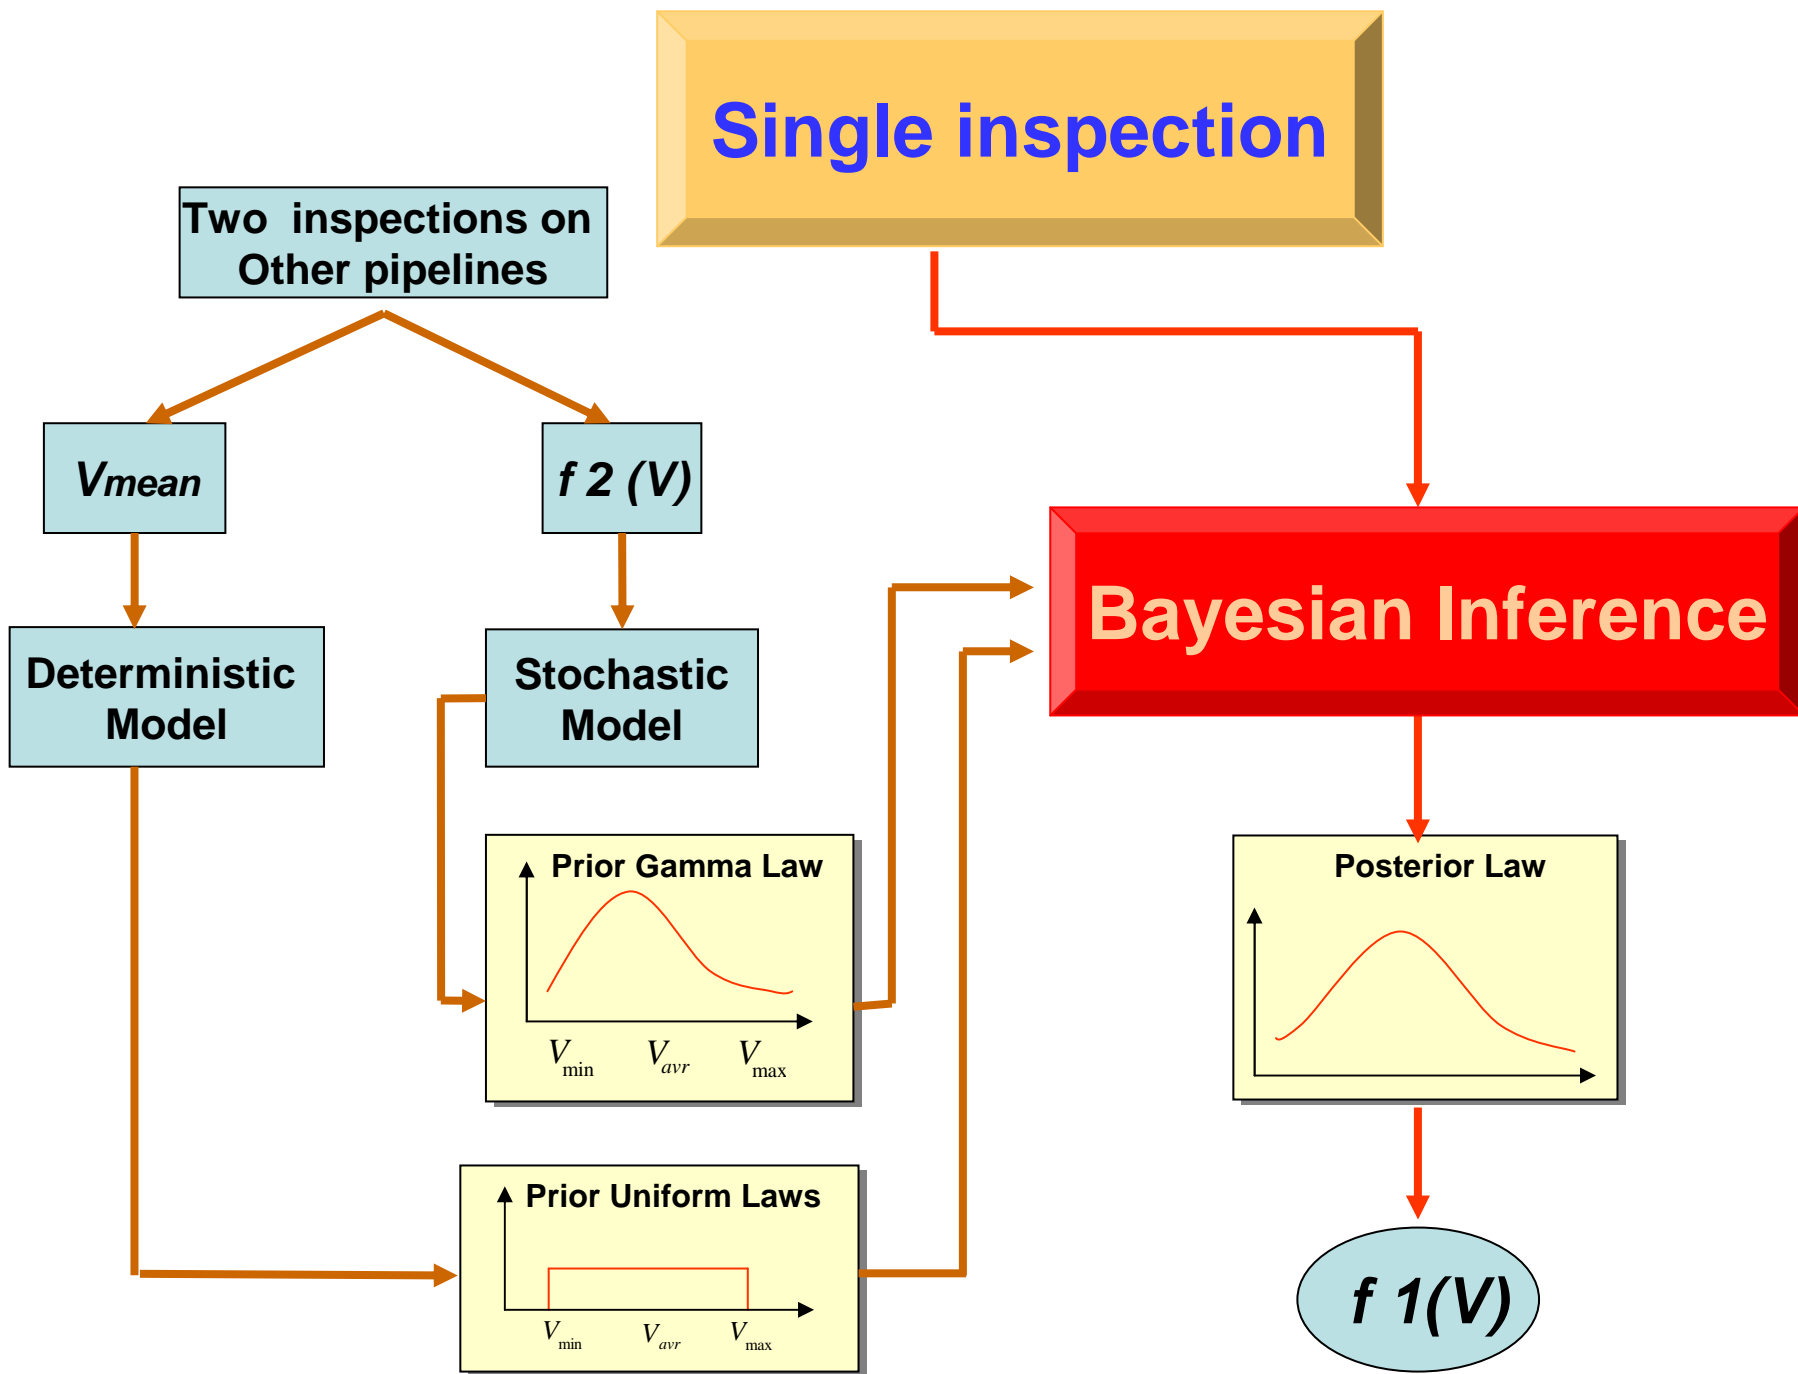 Single inspection
Two inspections on
Other pipelines
Vmean
f 2 (V)
Deterministic
Model
Stochastic
Model
Bayesian Inference
Prior Gamma Law
Vmin Vavr Vmax
Posterior Law
Prior Uniform Laws
Vmin Vavr Vmax
f 1(V)